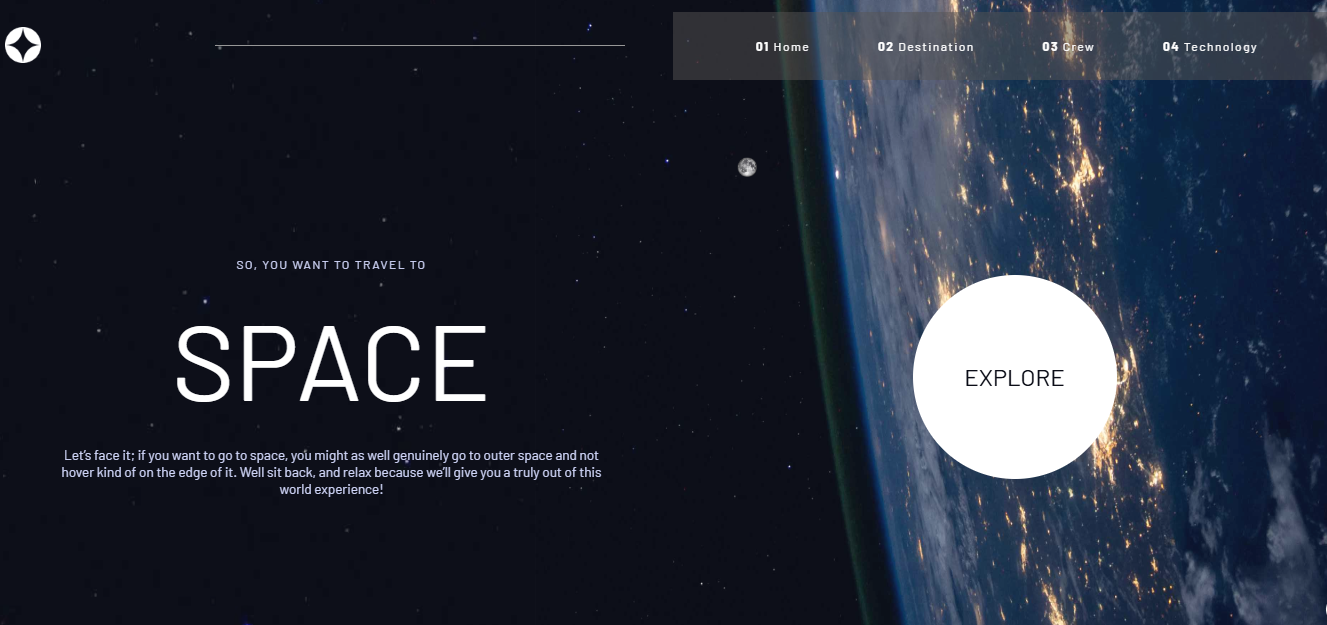 01 Home 02 Destination 03 Crew 04 Technology
SO, YOU WANT TO TRAVEL TO
SPACE
Let's face it; if you want to go to space, you might as well genuinely go to outer space and not
hover kind of on the edge of it. Well sit back, and relax because we'll give you a truly out of this
world experience!
EXPLORE